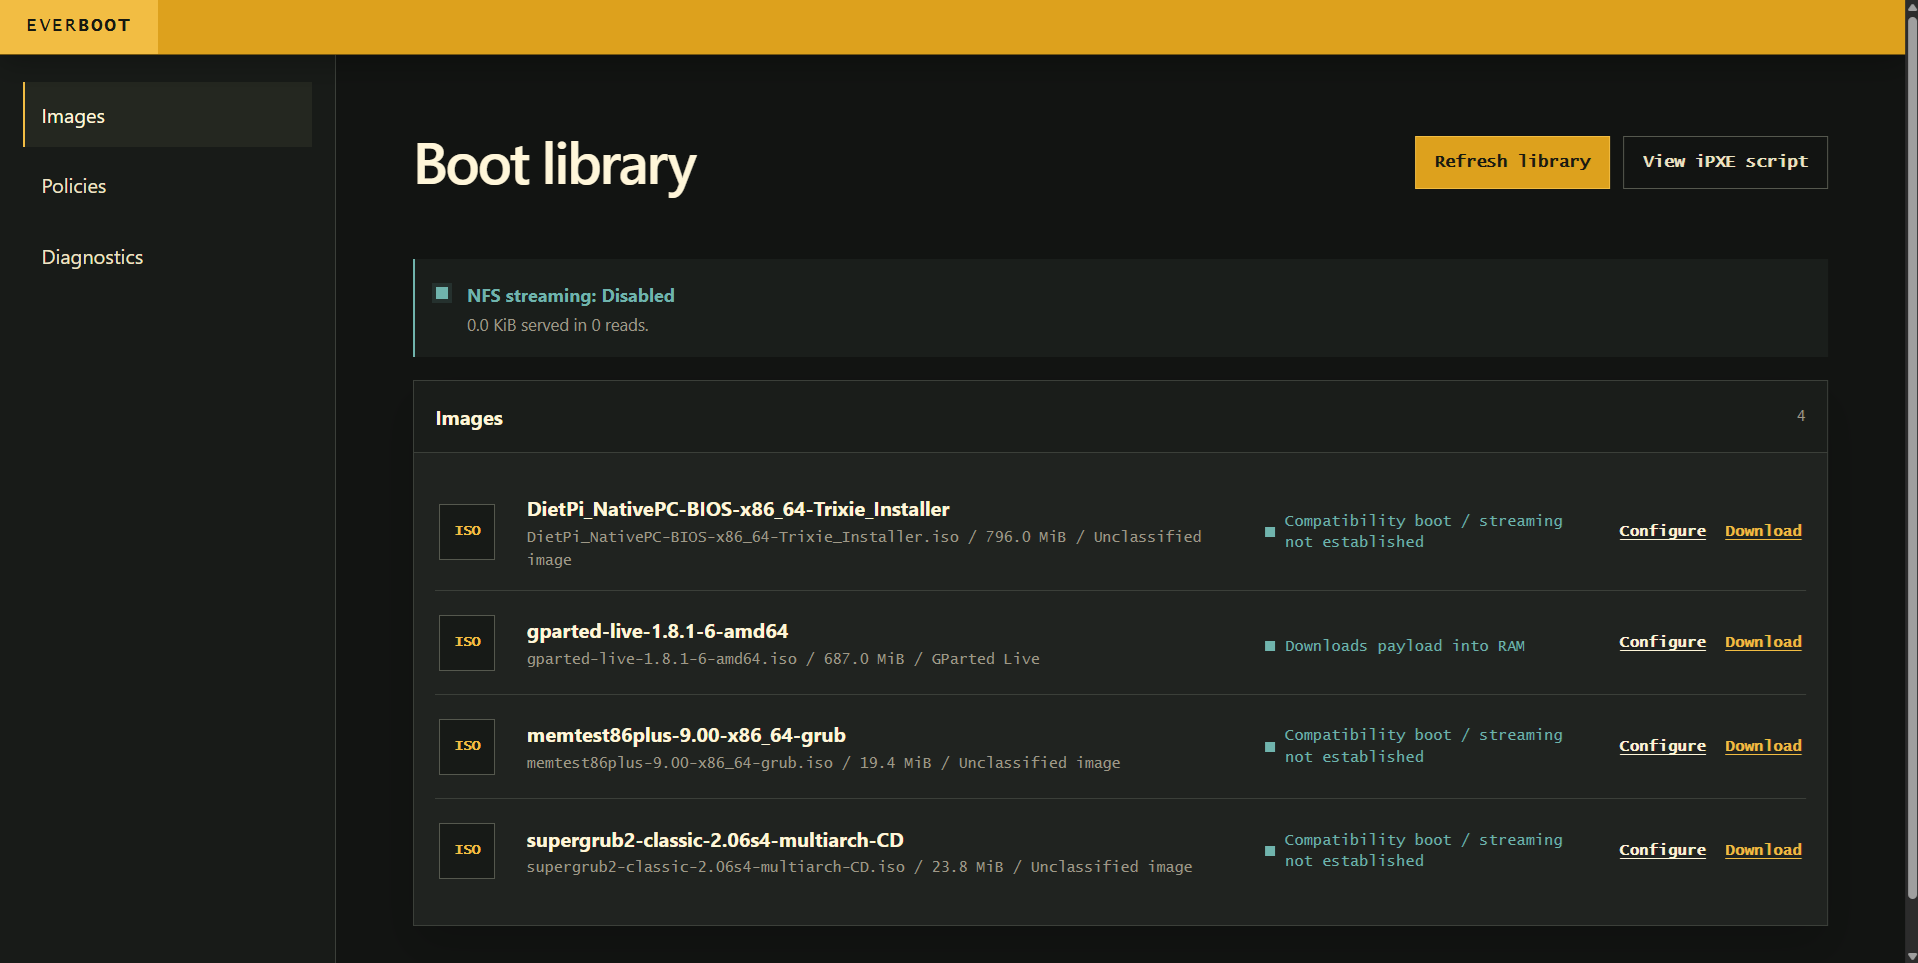 EVERBOOT
Images
Policies
Diagnostics
Boot library
Refresh library
View iPXE script
NFS streaming: Disabled
0.0 KiB served in 0 reads.
Images
4
ISO
DietPi_NativePC-BIOS-x86_64-Trixie_Installer
DietPi_NativePC-BIOS-x86_64-Trixie_Installer.iso / 796.0 MiB / Unclassified
image
Compatibility boot / streaming
not established
Configure
Download
ISO
gparted-live-1.8.1-6-amd64
gparted-live-1.8.1-6-amd64.iso / 687.0 MiB / GParted Live
Downloads payload into RAM
Configure
Download
ISO
memtest86plus-9.00-x86_64-grub
memtest86plus-9.00-x86_64-grub.iso / 19.4 MiB / Unclassified image
Compatibility boot / streaming
not established
Configure
Download
ISO
supergrub2-classic-2.06s4-multiarch-CD
supergrub2-classic-2.06s4-multiarch-CD.iso / 23.8 MiB / Unclassified image
Compatibility boot / streaming
not established
Configure
Download